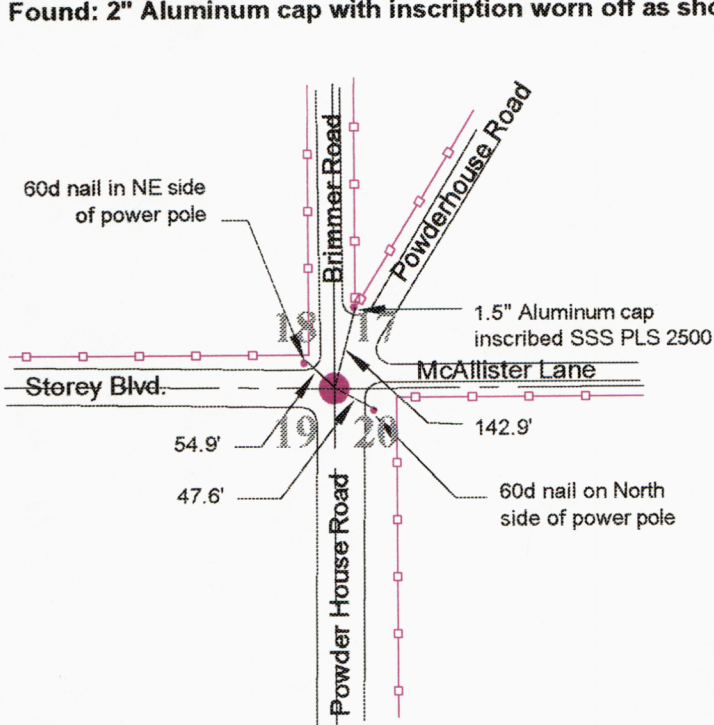 Found: 2" Aluminum cap with inscription worn off as sho
Brimmer Road
Powderhouse Road
60d nail in NE side
of power pole
18
17
1.5" Aluminum cap
inscribed SSS PLS 2500
Storey Blvd.
McAllister Lane
19
20
54.9'
142.9'
47.6'
60d nail on North
side of power pole
Powder House Road